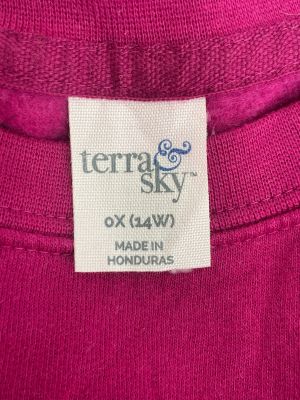 terra &
sky™
0X (14W)
MADE IN
HONDURAS